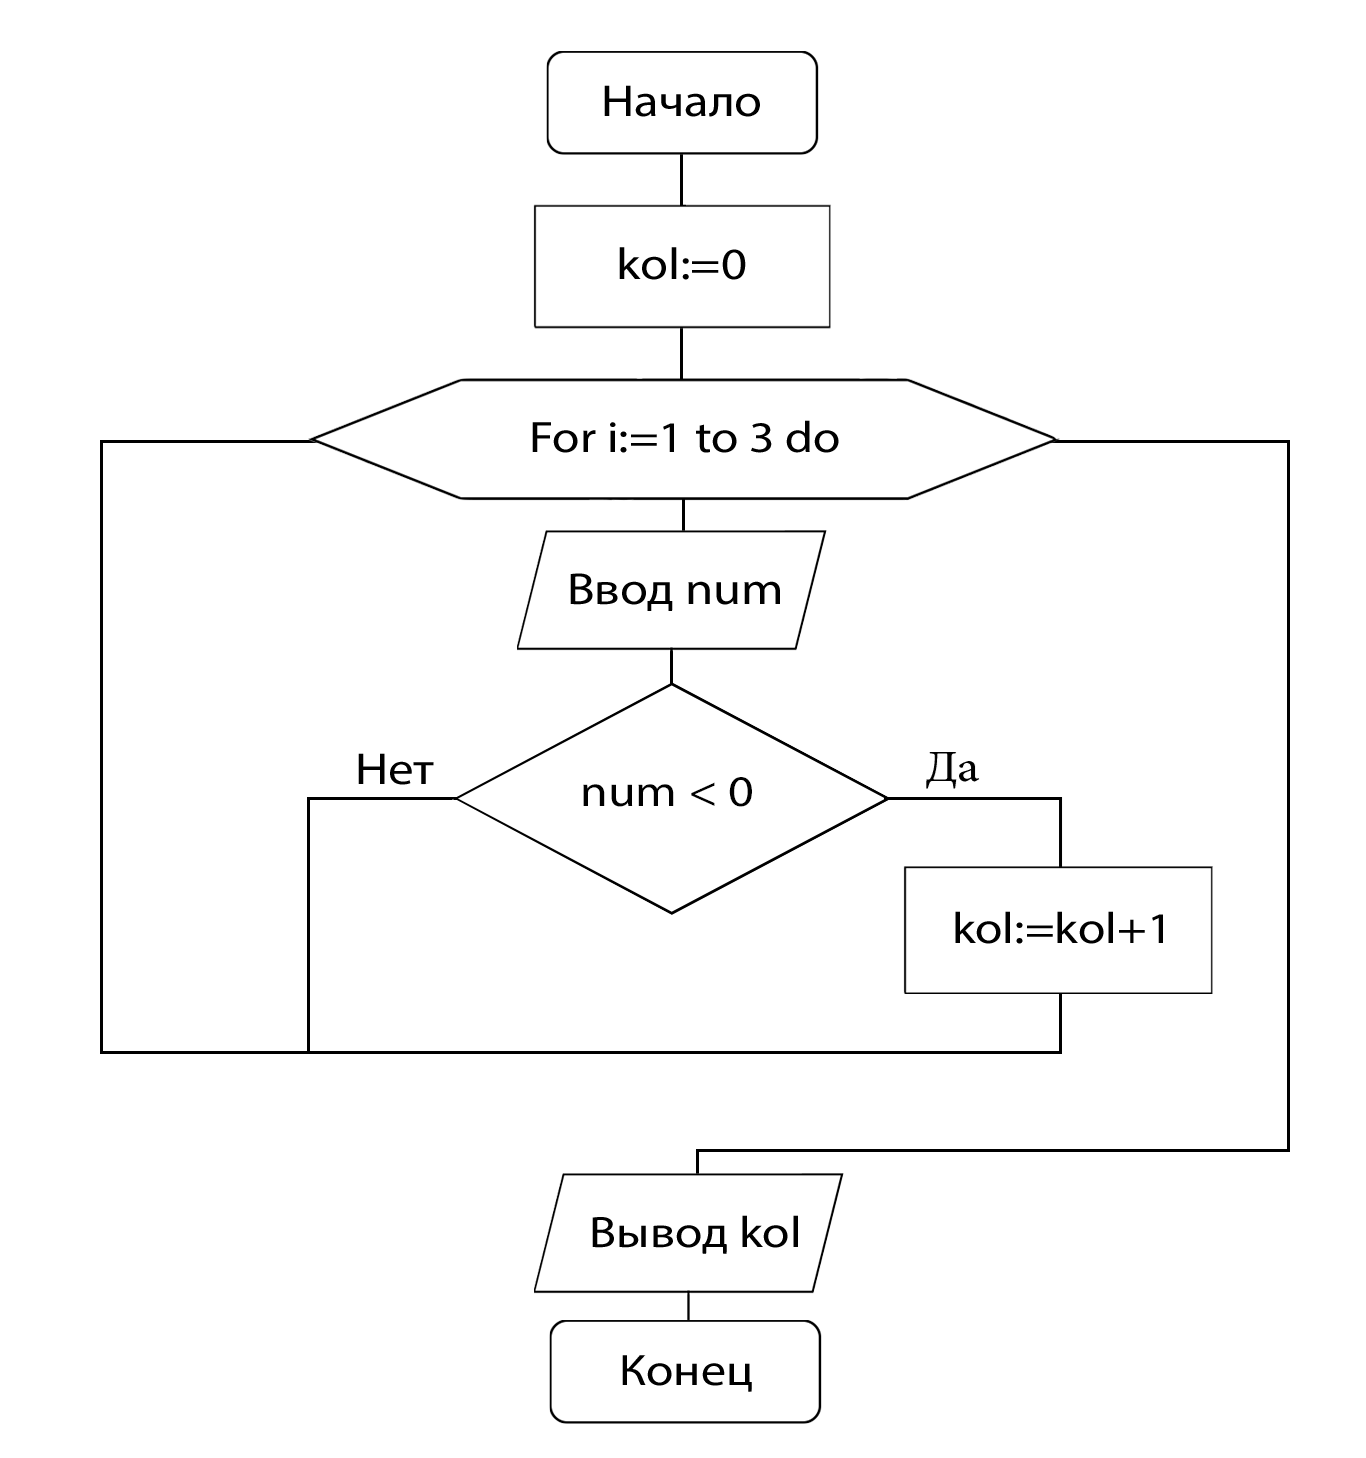 Начало
kol:=0
For i:=1 to 3 do
Ввод num
Нет
Да
num < 0
kol:=kol+1
Вывод kol
Конец